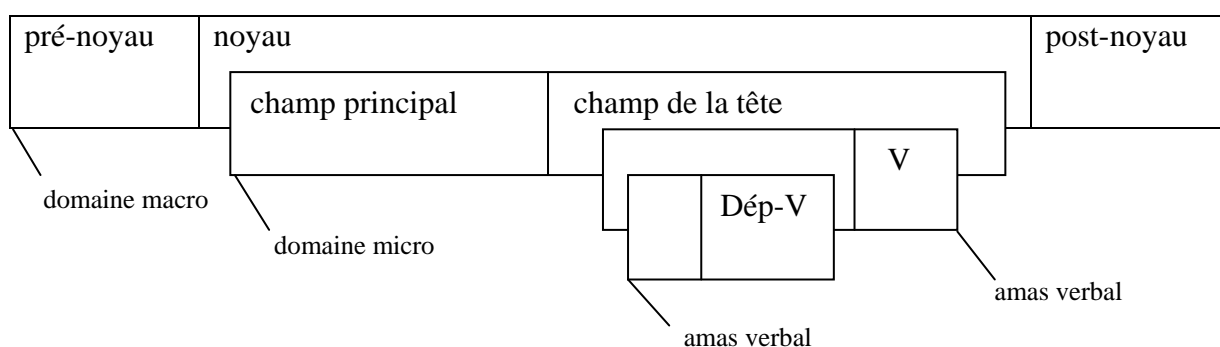 pré-noyau noyau post-noyau
champ principal champ de la tête
V
domaine macro
Dép-V
domaine micro
amas verbal
amas verbal